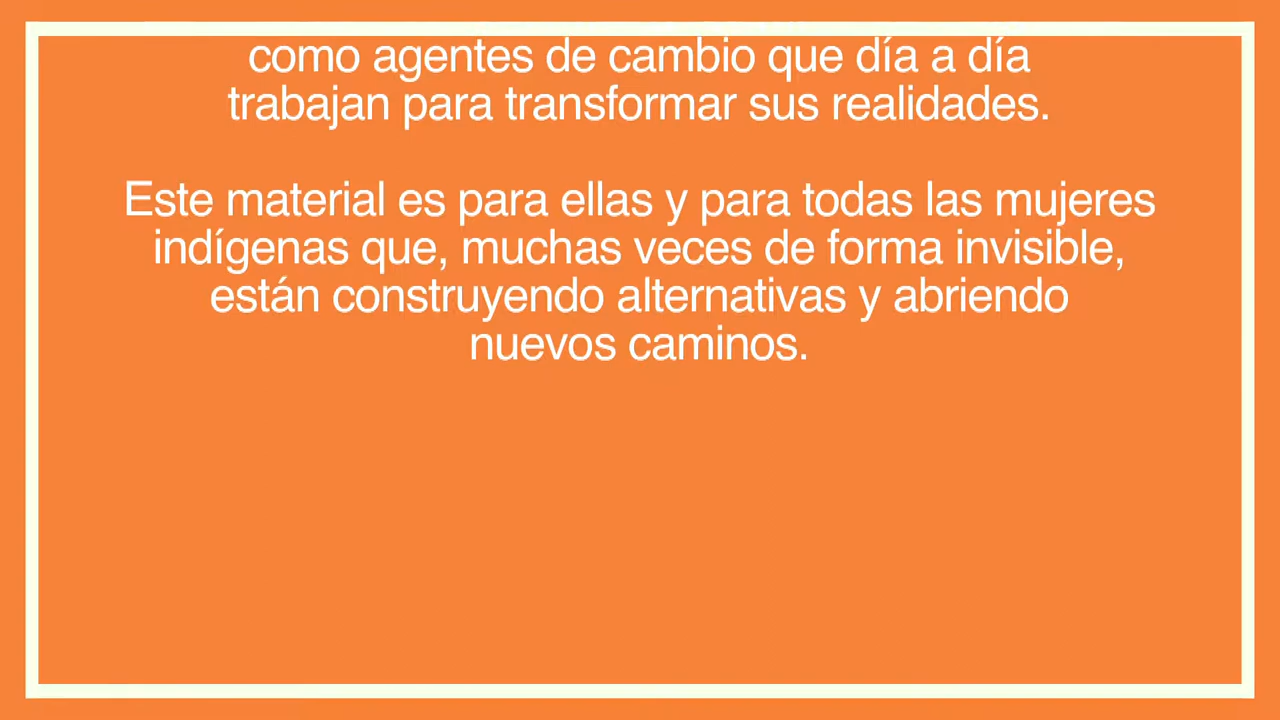 como agentes de cambio que día a día
trabajan para transformar sus realidades.
Este material es para ellas y para todas las mujeres
indígenas que, muchas veces de forma invisible,
están construyendo alternativas y abriendo
nuevos caminos.